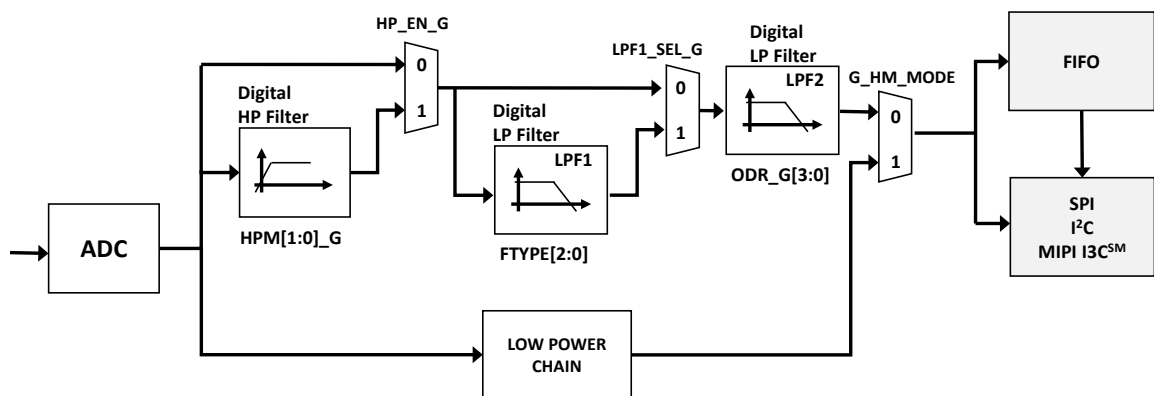 HP_EN_G
0
1
Digital
HP Filter
HPM[1:0]_G
LPF1_SEL_G
0
1
Digital
LP Filter
LPF1
FTYPE[2:0]
Digital
LP Filter
LPF2
ODR_G[3:0]
G_HM_MODE
0
1
FIFO
SPI
I²C
MIPI I3Cˢᴹ
ADC
LOW POWER
CHAIN